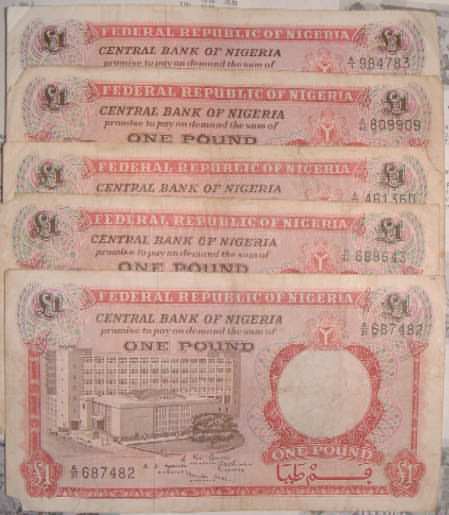 FEDERAL REPUBLIC OF NIGERIA
£1 £1
CENTRAL BANK OF NIGERIA
promise to pay on demand the sum of
984783
FEDERAL REPUBLIC OF NIGERIA
£1 £1
CENTRAL BANK OF NIGERIA
promise to pay on demand the sum of
809909
ONE POUND
FEDERAL REPUBLIC OF NIGERIA
£1 £1
CENTRAL BANK OF NIGERIA
461360
FEDERAL REPUBLIC OF NIGERIA
£1 £1
CENTRAL BANK OF NIGERIA
promise to pay on demand the sum of
688643
ONE POUND
FEDERAL REPUBLIC OF NIGERIA
£1 £1
CENTRAL BANK OF NIGERIA
promise to pay on demand the sum of
687482
ONE POUND
ONE POUND
687482
£1 £1